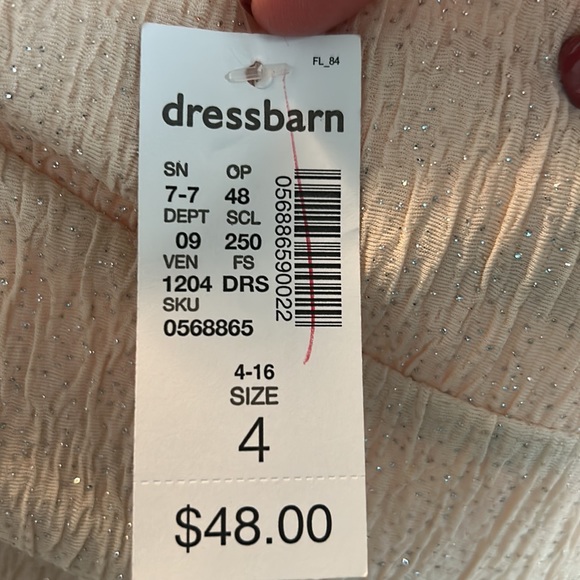 FL_84
dressbarn
SN OP
7-7 48
DEPT SCL
09 250
VEN FS
1204 DRS
SKU
0568865
056886590022
4-16
SIZE
4
$48.00